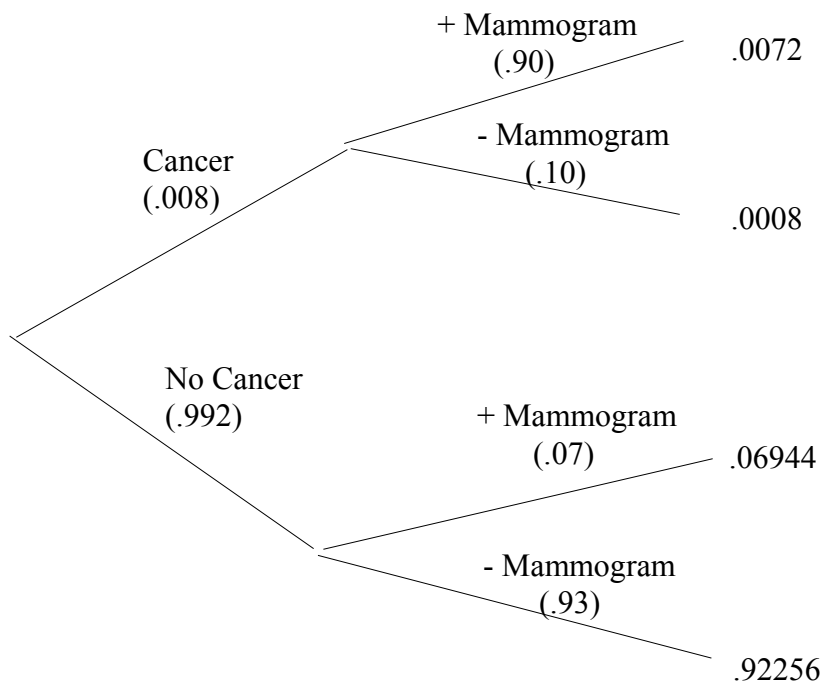 + Mammogram
(.90)
.0072
- Mammogram
(.10)
.0008
Cancer
(.008)
No Cancer
(.992)
+ Mammogram
(.07)
.06944
- Mammogram
(.93)
.92256